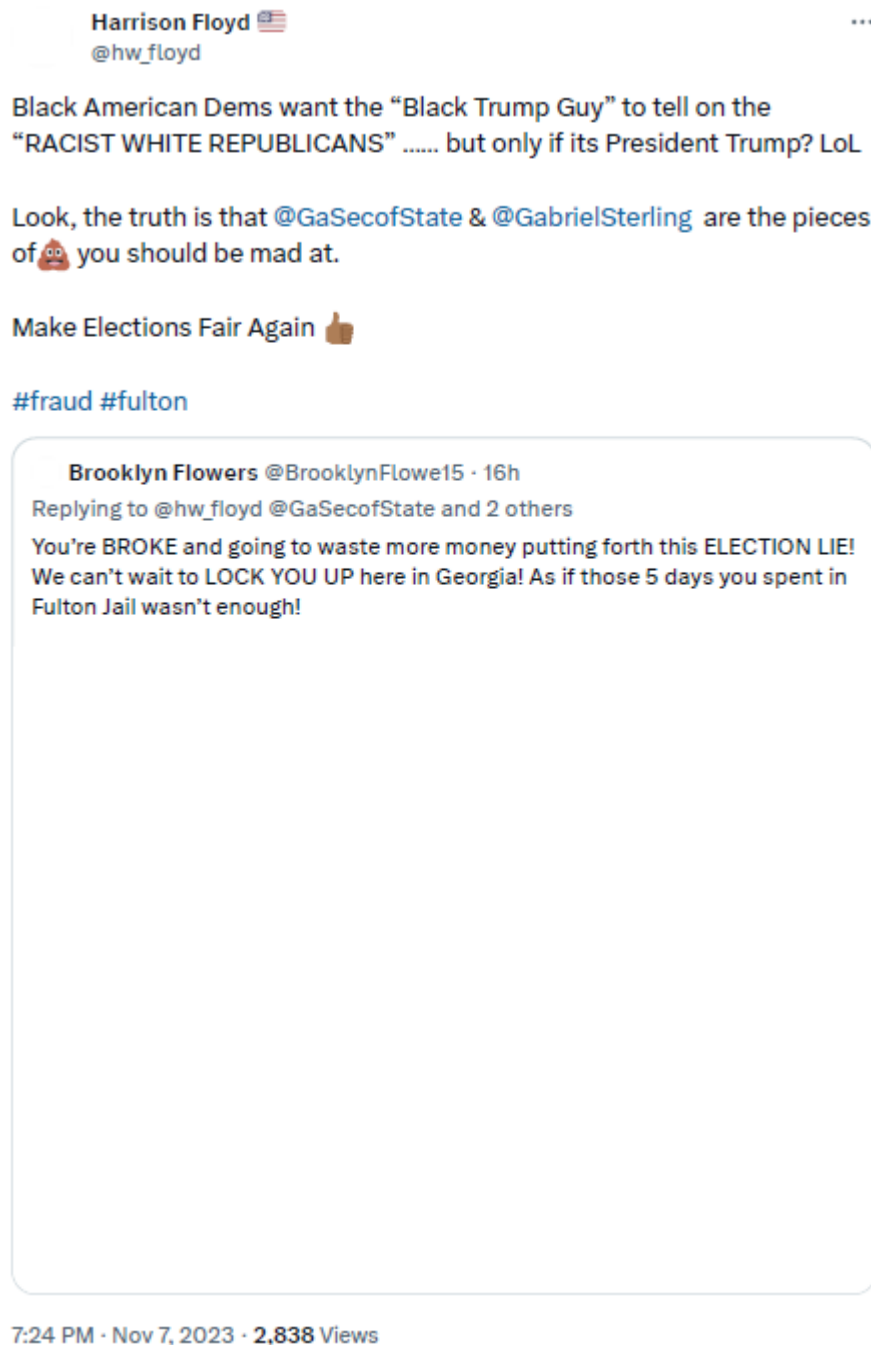 Harrison Floyd 🇺🇸
@hw_floyd
Black American Dems want the “Black Trump Guy” to tell on the
“RACIST WHITE REPUBLICANS” ...... but only if its President Trump? LoL
Look, the truth is that @GaSecofState & @GabrielSterling are the pieces
of💩 you should be mad at.
Make Elections Fair Again 👍🏾
#fraud #fulton
Brooklyn Flowers @BrooklynFlowe15 · 16h
Replying to @hw_floyd @GaSecofState and 2 others
You’re BROKE and going to waste more money putting forth this ELECTION LIE!
We can’t wait to LOCK YOU UP here in Georgia! As if those 5 days you spent in
Fulton Jail wasn’t enough!
7:24 PM · Nov 7, 2023 · 2,838 Views